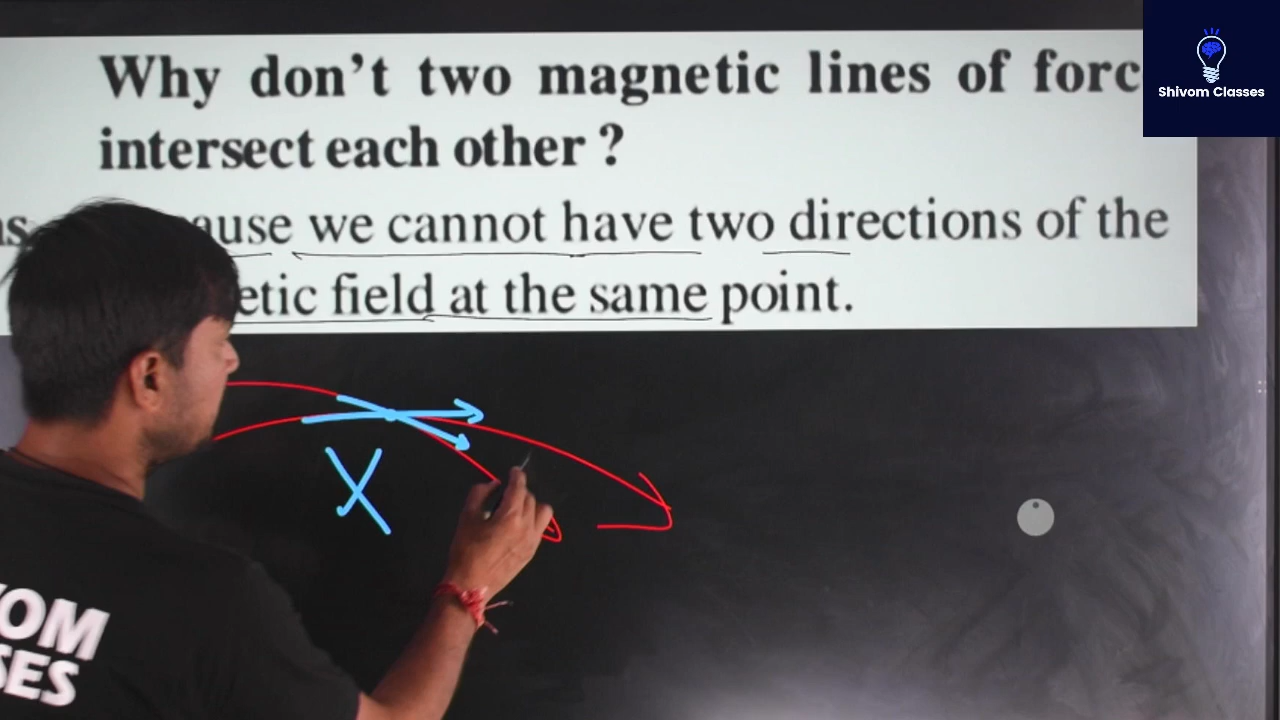 Why don't two magnetic lines of forc
intersect each other ?
ause we cannot have two directions of the
etic field at the same point.
X
Shivom Classes
OM
SES